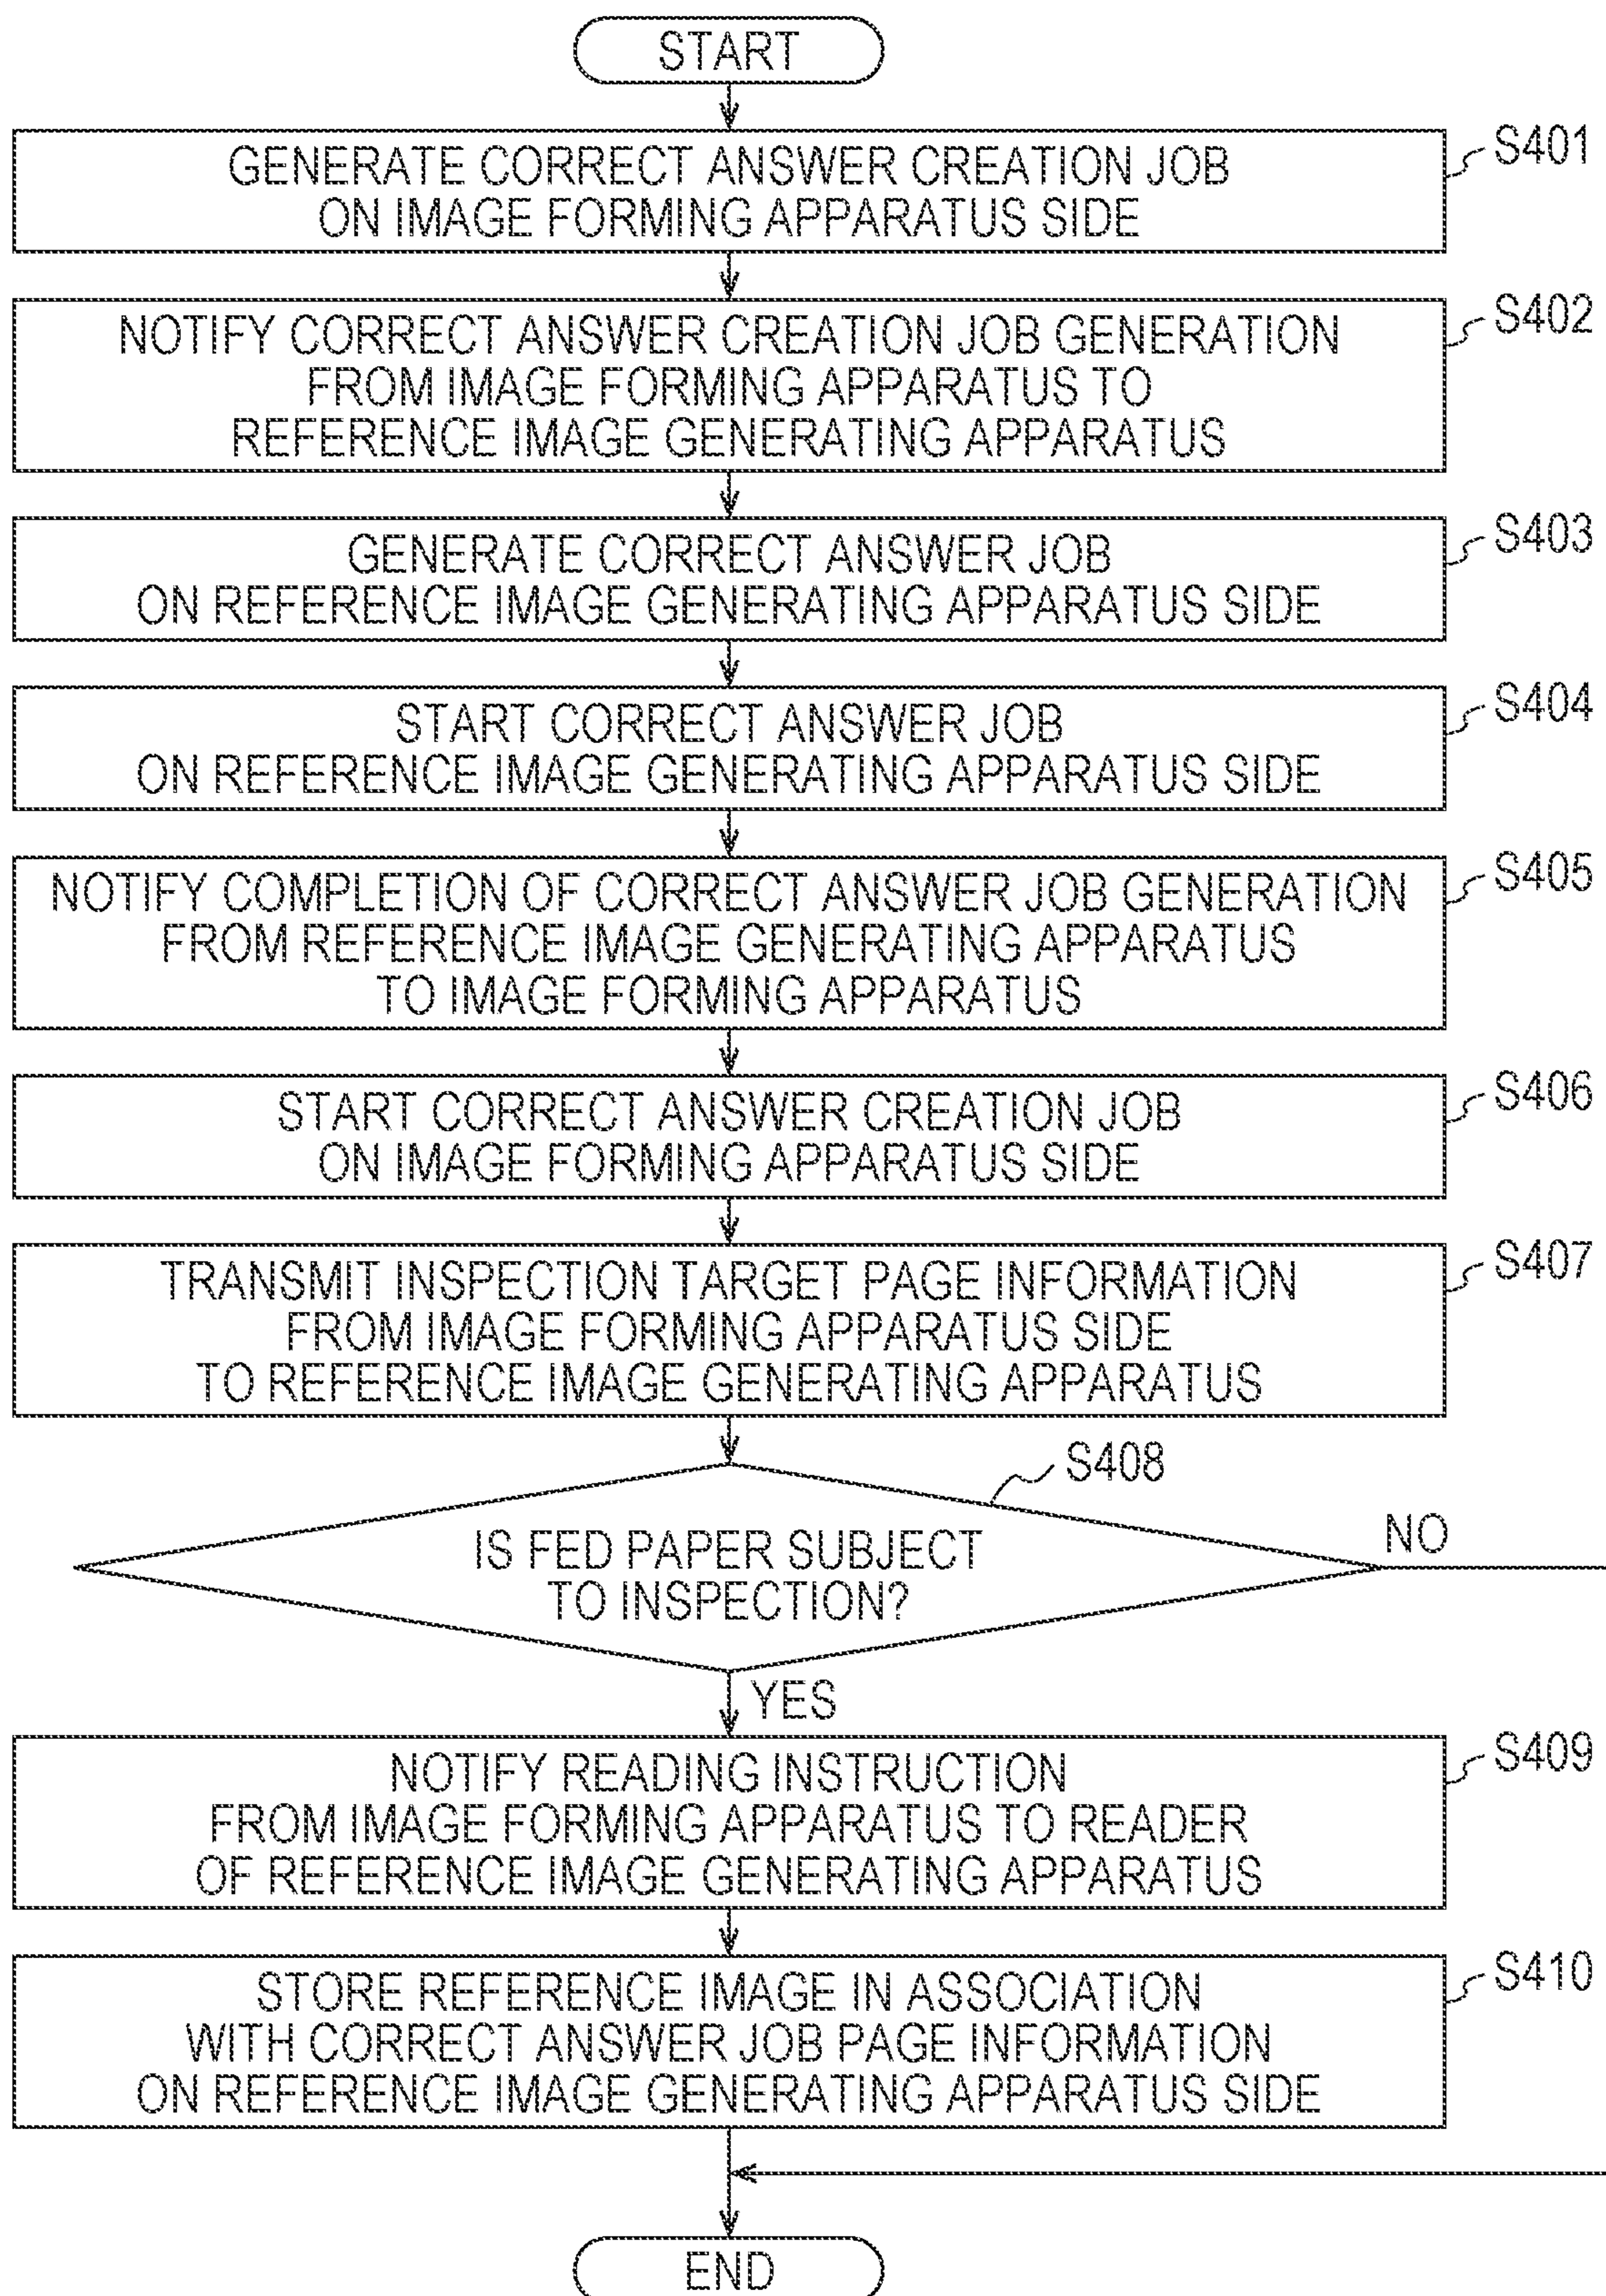 START
GENERATE CORRECT ANSWER CREATION JOB
ON IMAGE FORMING APPARATUS SIDE
S401
NOTIFY CORRECT ANSWER CREATION JOB GENERATION
FROM IMAGE FORMING APPARATUS TO
REFERENCE IMAGE GENERATING APPARATUS
S402
GENERATE CORRECT ANSWER JOB
ON REFERENCE IMAGE GENERATING APPARATUS SIDE
S403
START CORRECT ANSWER JOB
ON REFERENCE IMAGE GENERATING APPARATUS SIDE
S404
NOTIFY COMPLETION OF CORRECT ANSWER JOB GENERATION
FROM REFERENCE IMAGE GENERATING APPARATUS
TO IMAGE FORMING APPARATUS
S405
START CORRECT ANSWER CREATION JOB
ON IMAGE FORMING APPARATUS SIDE
S406
TRANSMIT INSPECTION TARGET PAGE INFORMATION
FROM IMAGE FORMING APPARATUS SIDE
TO REFERENCE IMAGE GENERATING APPARATUS
S407
S408
IS FED PAPER SUBJECT
TO INSPECTION?
NO
YES
NOTIFY READING INSTRUCTION
FROM IMAGE FORMING APPARATUS TO READER
OF REFERENCE IMAGE GENERATING APPARATUS
S409
STORE REFERENCE IMAGE IN ASSOCIATION
WITH CORRECT ANSWER JOB PAGE INFORMATION
ON REFERENCE IMAGE GENERATING APPARATUS SIDE
S410
END